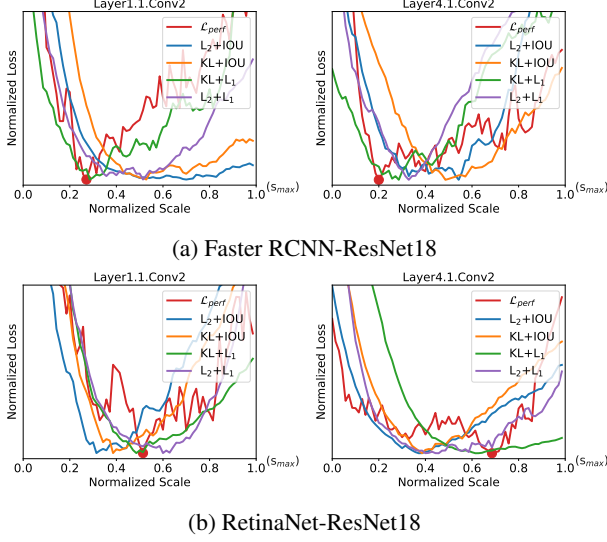 Layer1.1.Conv2
Normalized Loss
ℒperf
L2+IOU
KL+IOU
KL+L1
L2+L1
0.0 0.2 0.4 0.6 0.8 1.0 (Smax)
Normalized Scale
Layer4.1.Conv2
Normalized Loss
ℒperf
L2+IOU
KL+IOU
KL+L1
L2+L1
0.0 0.2 0.4 0.6 0.8 1.0 (Smax)
Normalized Scale
(a) Faster RCNN-ResNet18
Layer1.1.Conv2
Normalized Loss
ℒperf
L2+IOU
KL+IOU
KL+L1
L2+L1
0.0 0.2 0.4 0.6 0.8 1.0 (Smax)
Normalized Scale
Layer4.1.Conv2
Normalized Loss
ℒperf
L2+IOU
KL+IOU
KL+L1
L2+L1
0.0 0.2 0.4 0.6 0.8 1.0 (Smax)
Normalized Scale
(b) RetinaNet-ResNet18